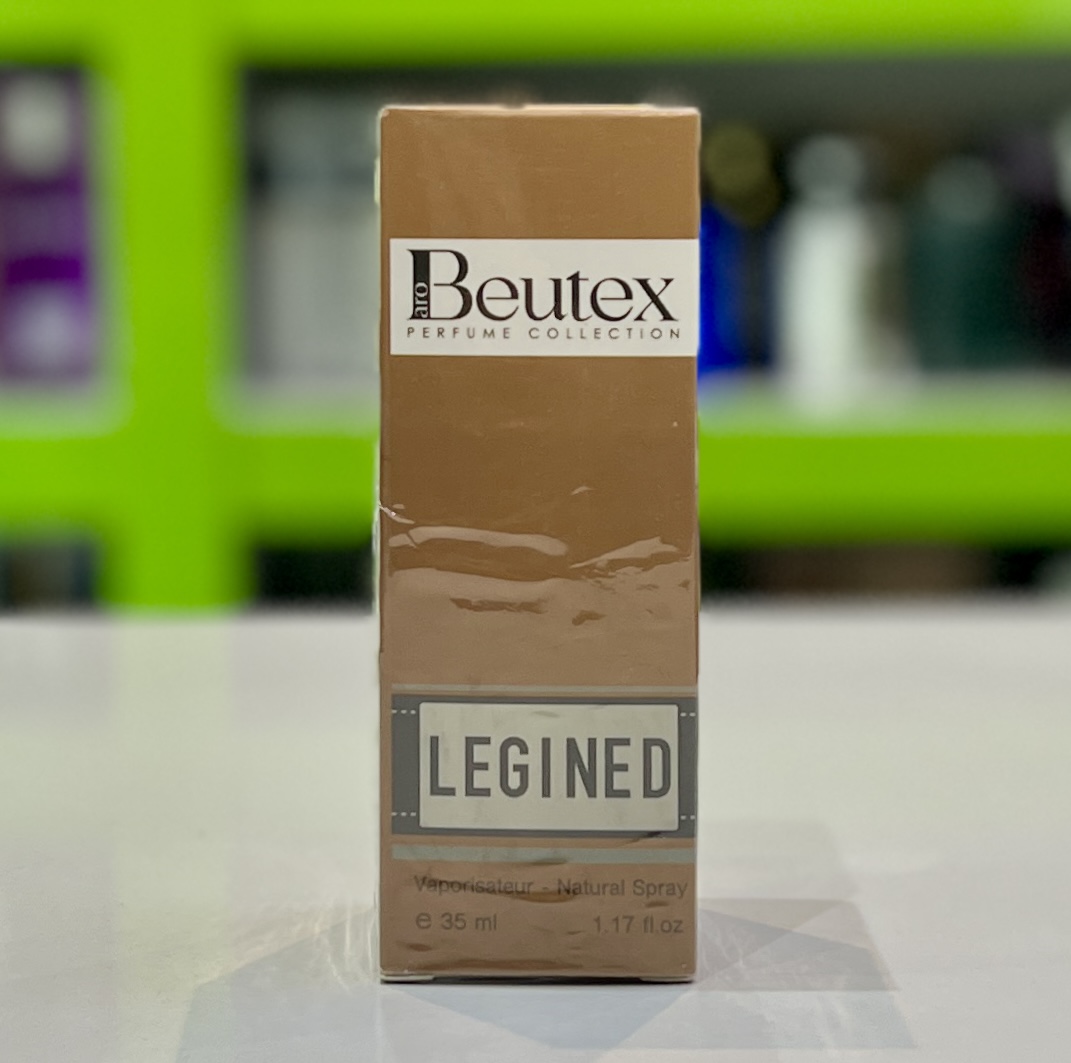 aro Beutex
PERFUME COLLECTION
LEGINED
Vaporisateur - Natural Spray
e 35 ml 1.17 fl.oz